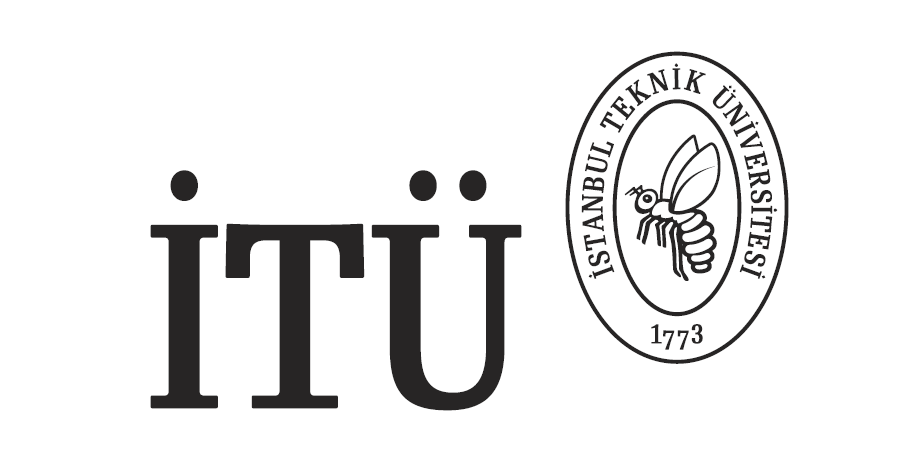 İTÜ
İSTANBUL TEKNİK ÜNİVERSİTESİ
1773